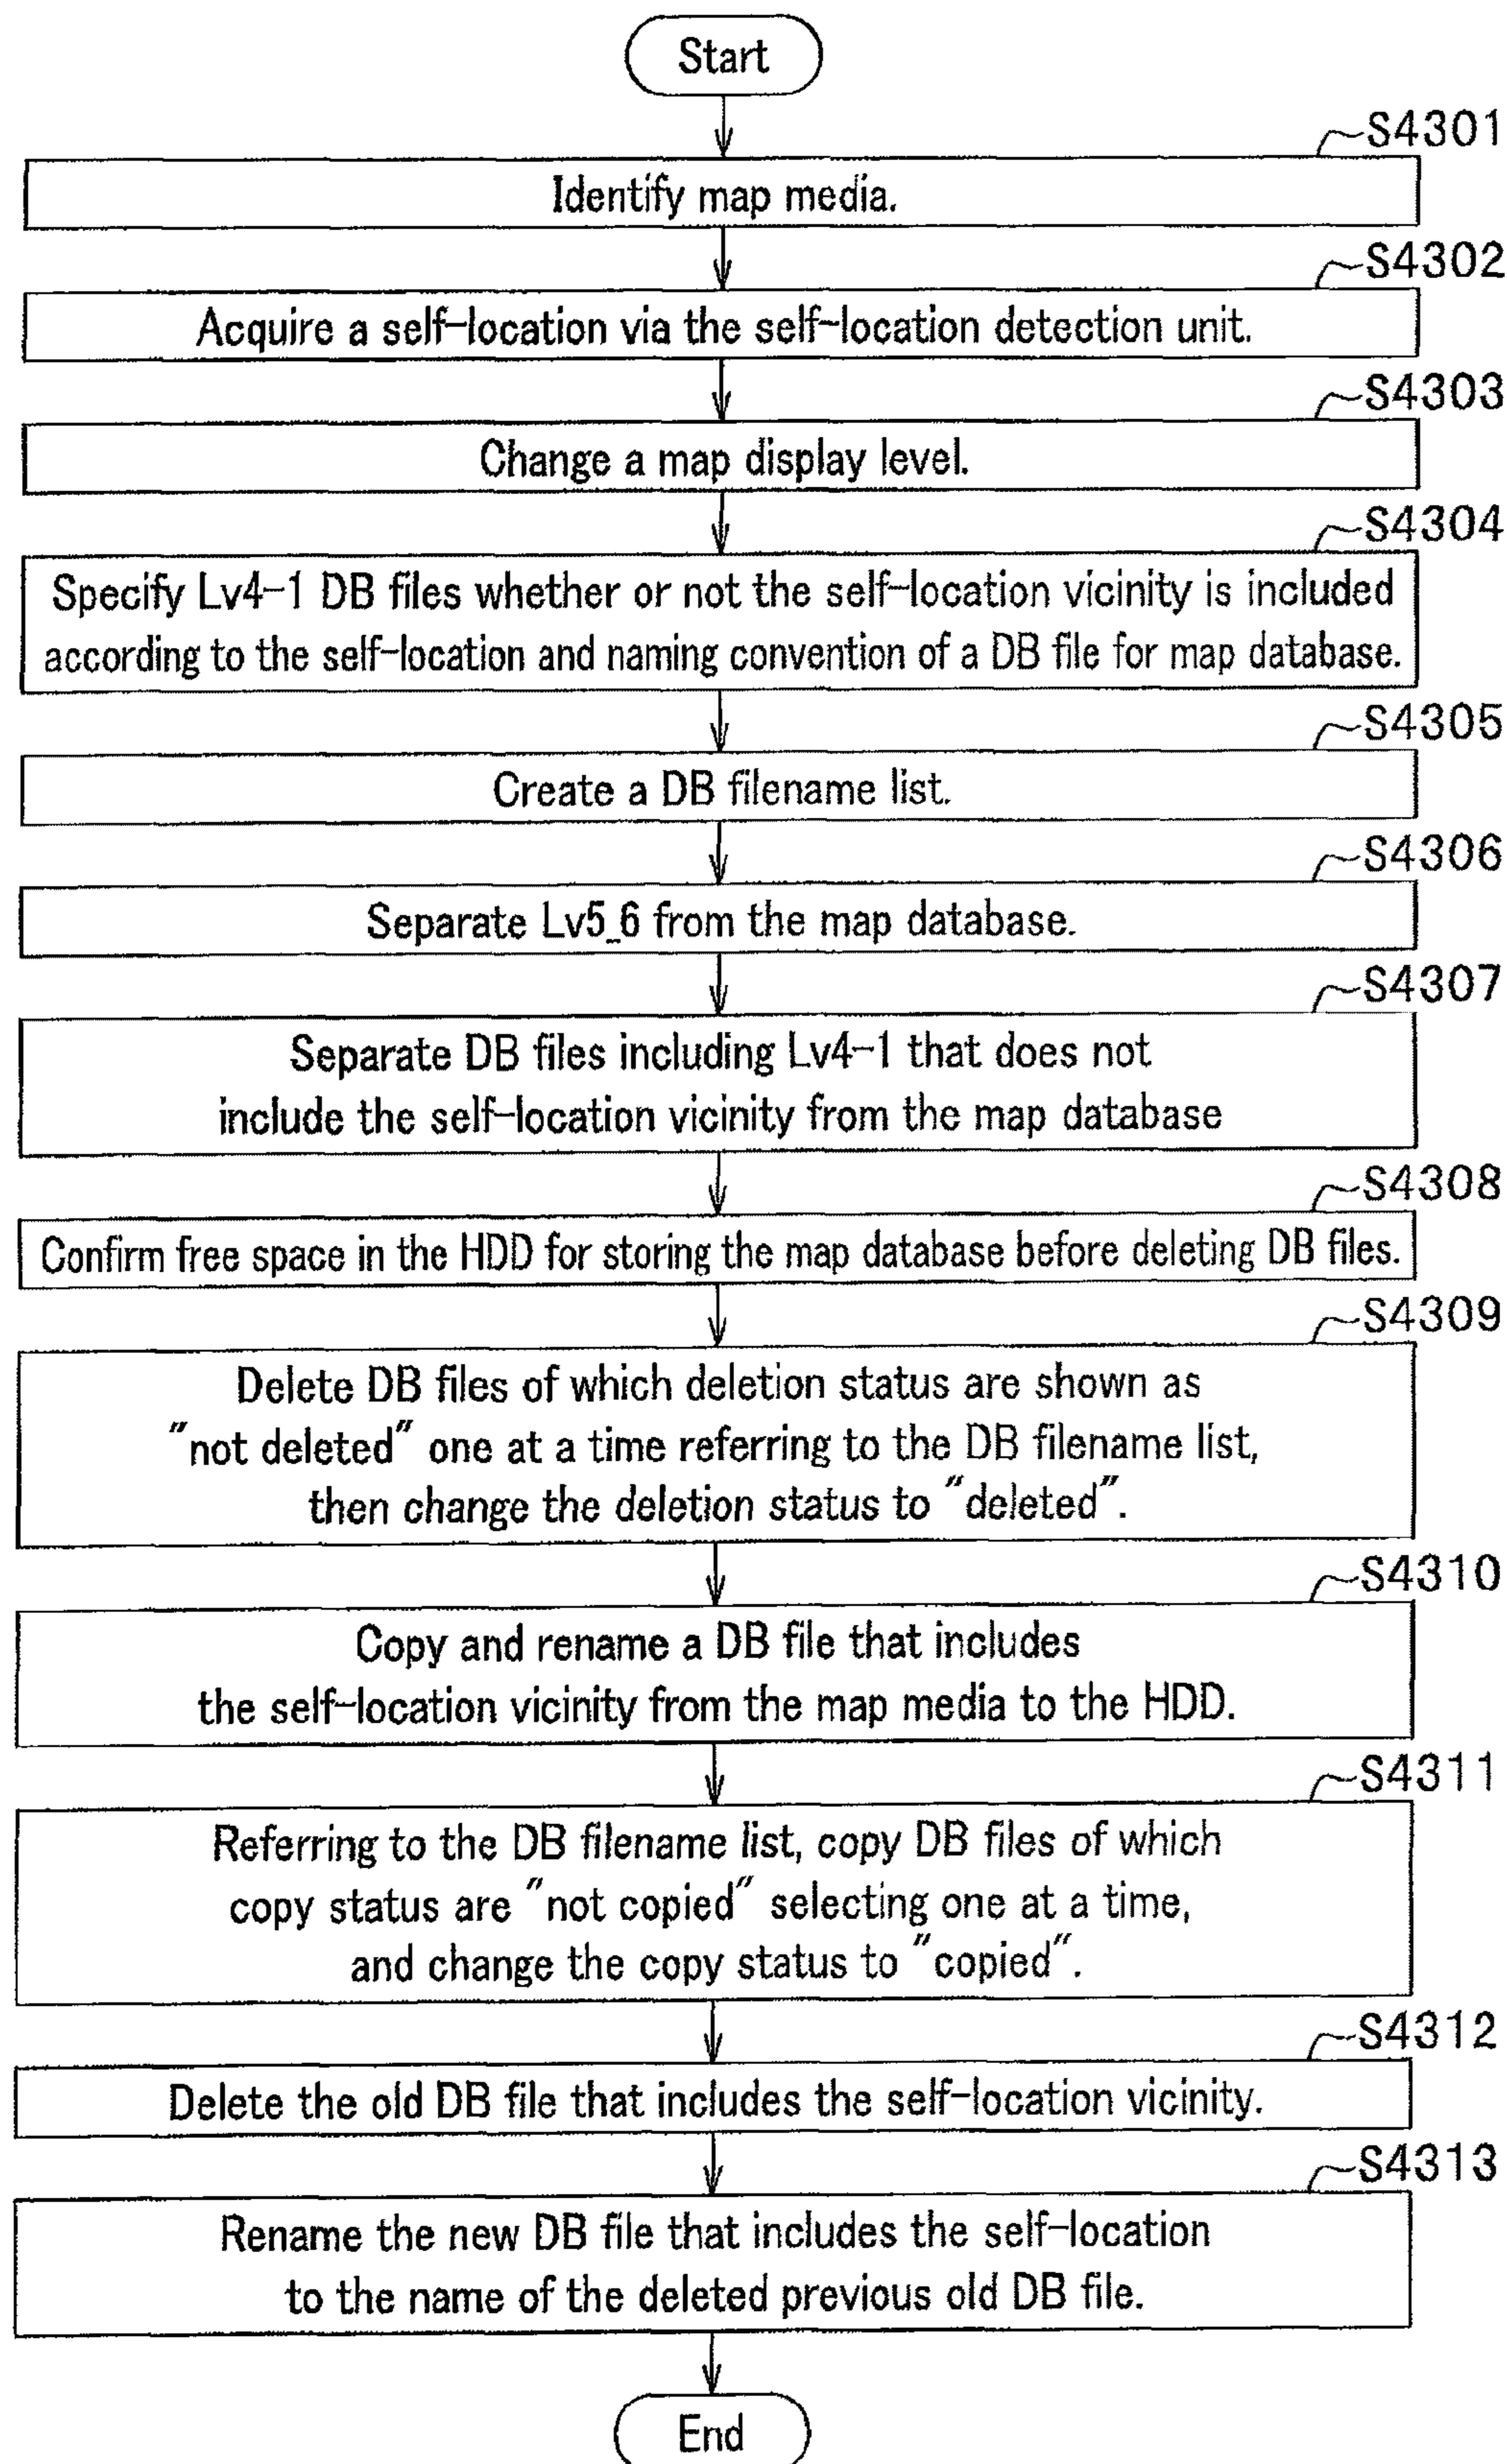 Start
S4301
Identify map media.
S4302
Acquire a self-location via the self-location detection unit.
S4303
Change a map display level.
S4304
Specify Lv4-1 DB files whether or not the self-location vicinity is included
according to the self-location and naming convention of a DB file for map database.
S4305
Create a DB filename list.
S4306
Separate Lv5_6 from the map database.
S4307
Separate DB files including Lv4-1 that does not
include the self-location vicinity from the map database
S4308
Confirm free space in the HDD for storing the map database before deleting DB files.
S4309
Delete DB files of which deletion status are shown as
"not deleted" one at a time referring to the DB filename list,
then change the deletion status to "deleted".
S4310
Copy and rename a DB file that includes
the self-location vicinity from the map media to the HDD.
S4311
Referring to the DB filename list, copy DB files of which
copy status are "not copied" selecting one at a time,
and change the copy status to "copied".
S4312
Delete the old DB file that includes the self-location vicinity.
S4313
Rename the new DB file that includes the self-location
to the name of the deleted previous old DB file.
End